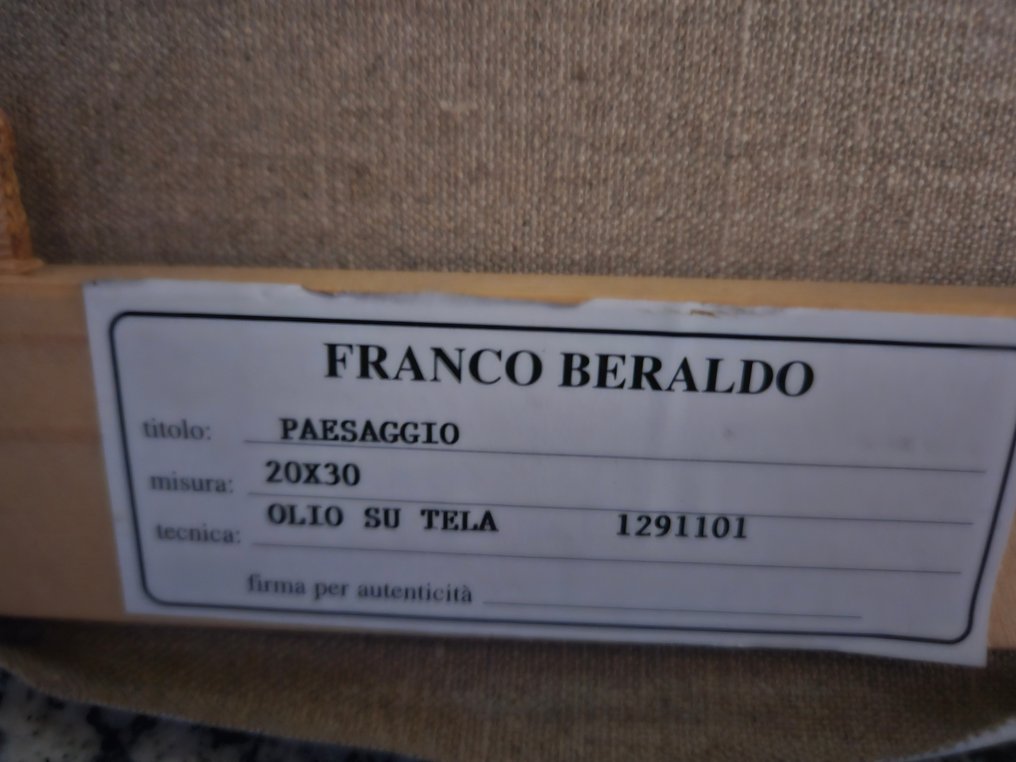 FRANCO BERALDO
titolo: PAESAGGIO
misura: 20X30
tecnica: OLIO SU TELA 1291101
firma per autenticità